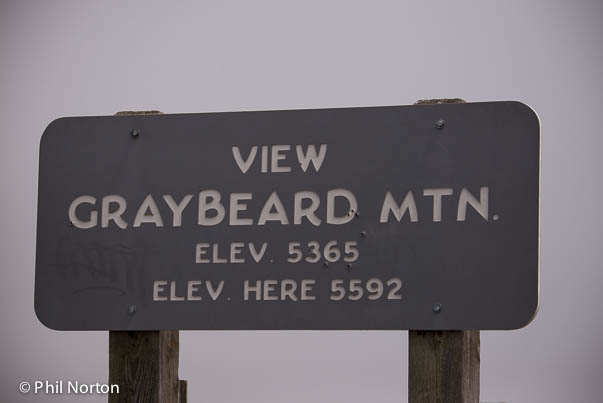 VIEW
GRAYBEARD MTN.
ELEV. 5365
ELEV. HERE 5592
© Phil Norton